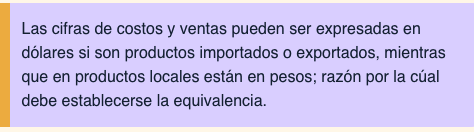 Las cifras de costos y ventas pueden ser expresadas en
dólares si son productos importados o exportados, mientras
que en productos locales están en pesos; razón por la cúal
debe establecerse la equivalencia.